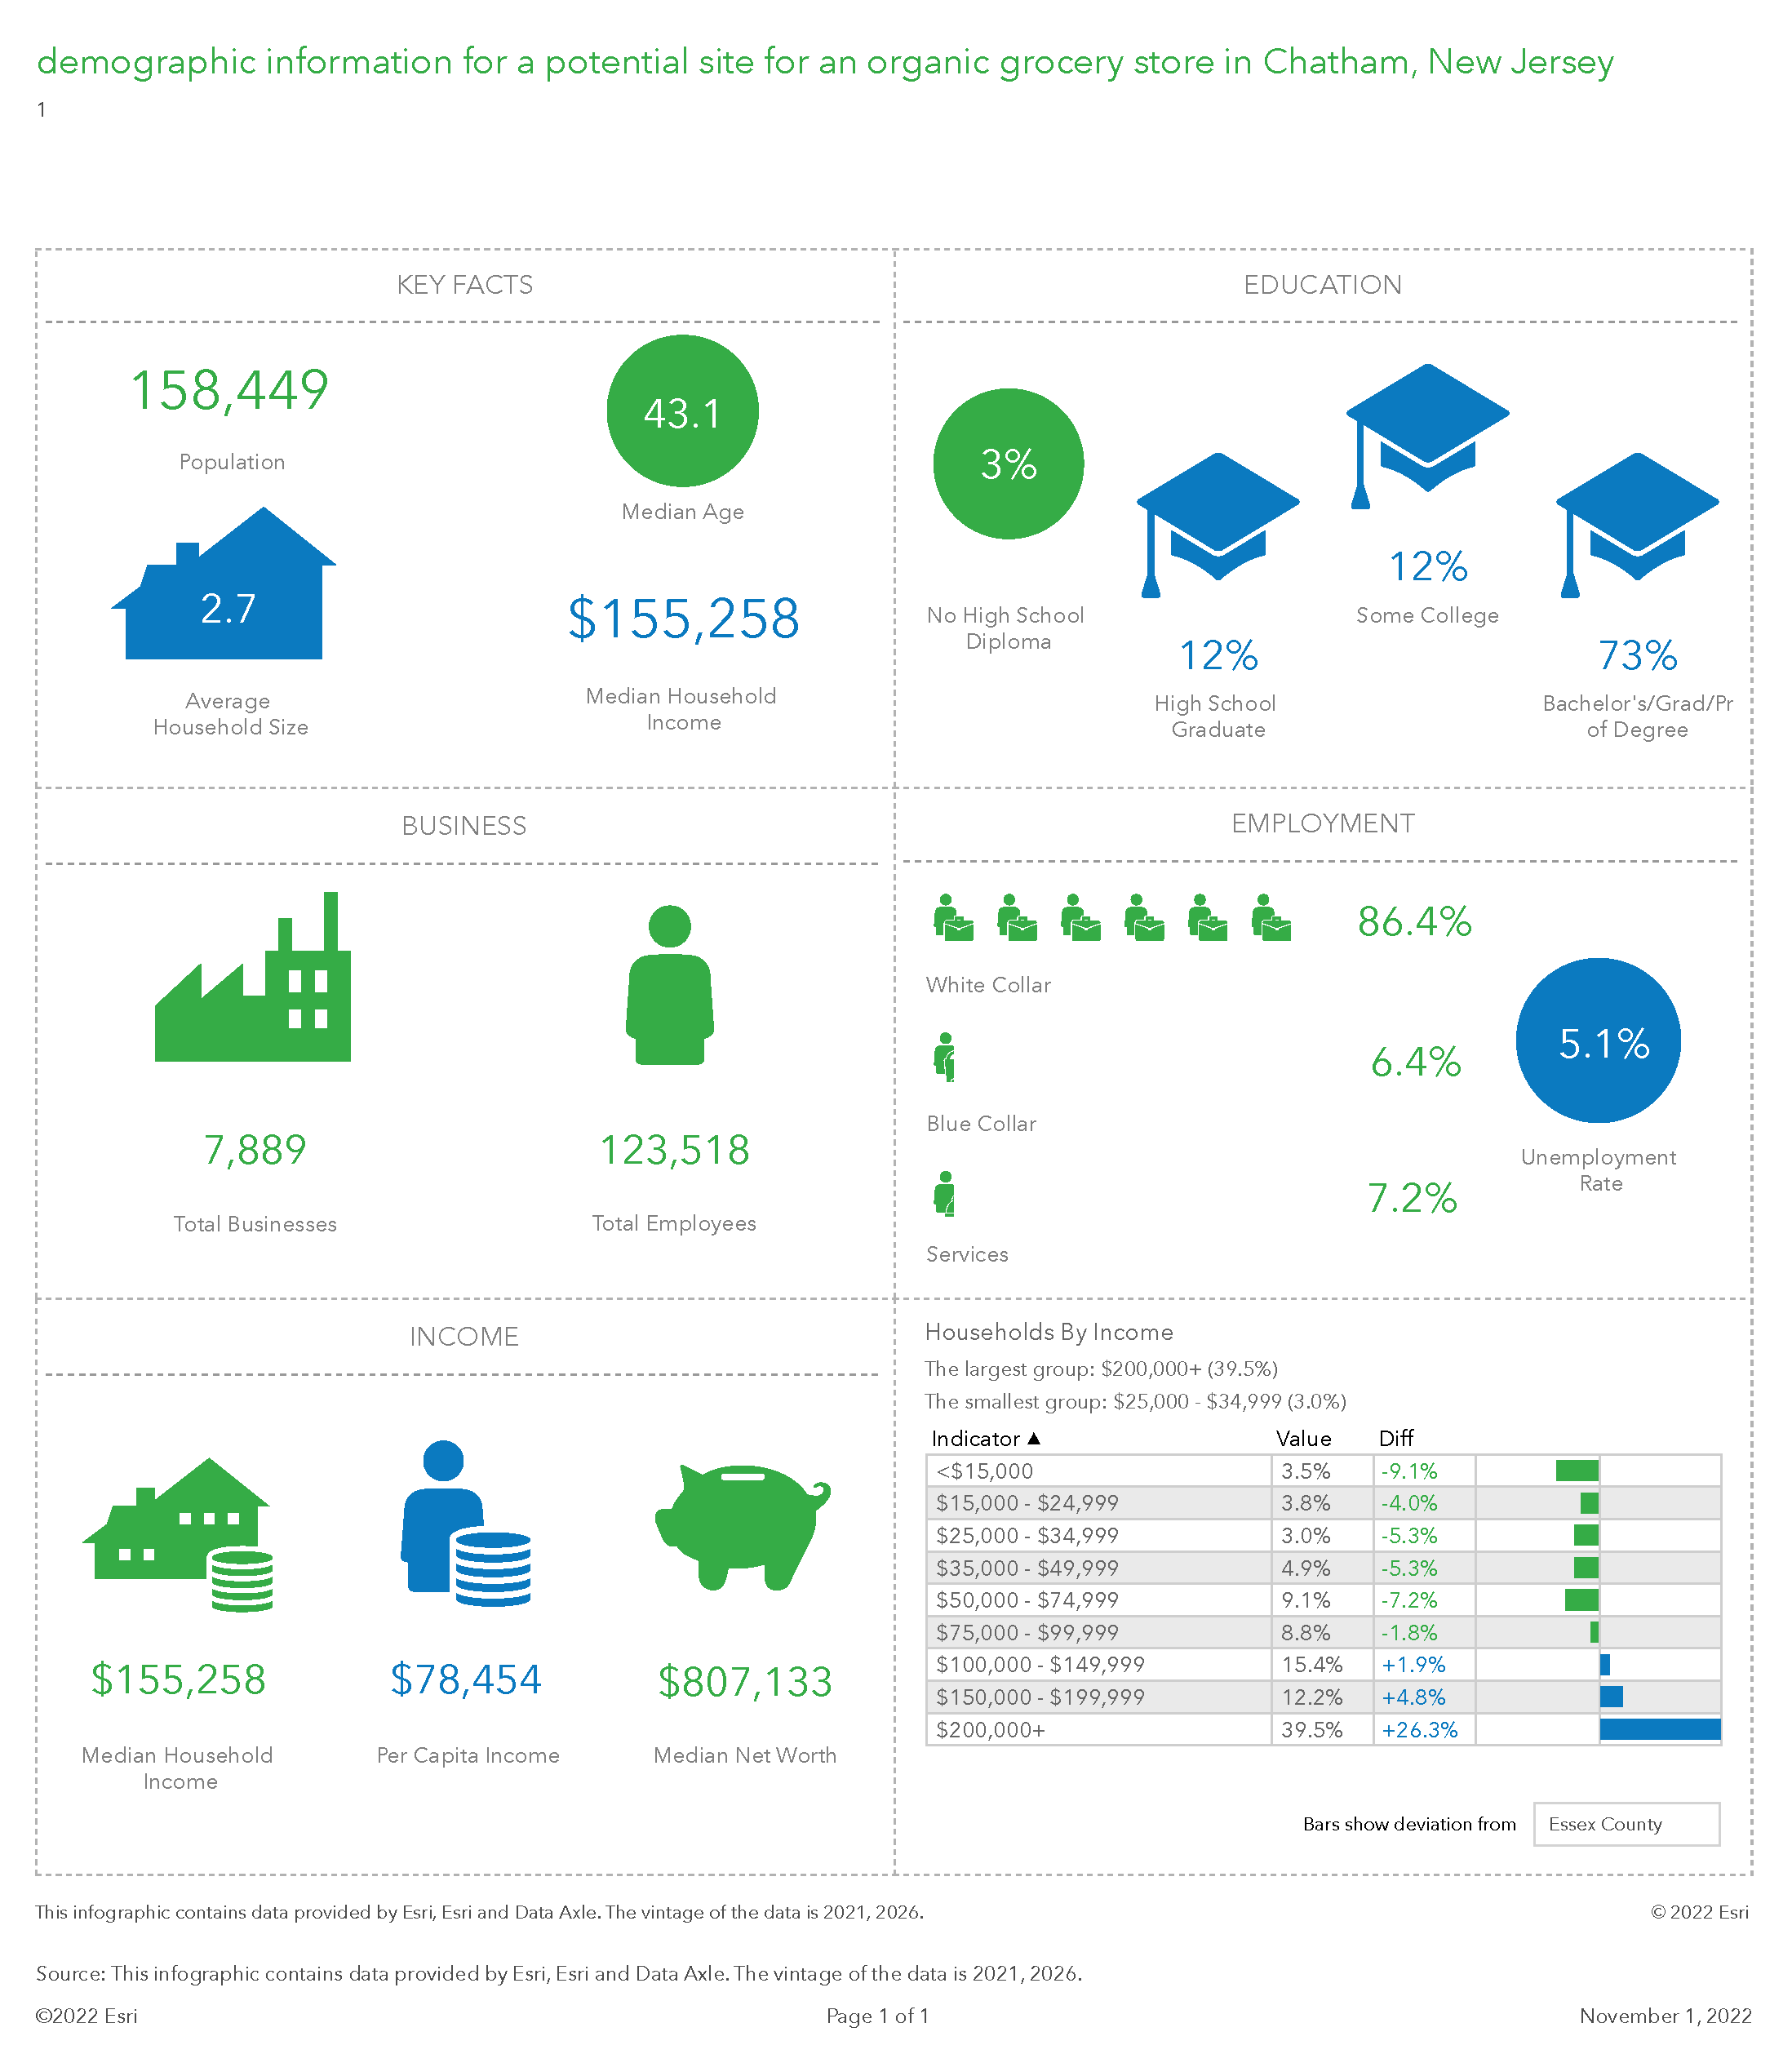 demographic information for a potential site for an organic grocery store in Chatham, New Jersey
1
KEY FACTS
158,449
Population
43.1
Median Age
2.7
Average
Household Size
$155,258
Median Household
Income
EDUCATION
3%
No High School
Diploma
12%
High School
Graduate
12%
Some College
73%
Bachelor's/Grad/Pr
of Degree
BUSINESS
7,889
Total Businesses
123,518
Total Employees
EMPLOYMENT
86.4%
White Collar
6.4%
Blue Collar
7.2%
Services
5.1%
Unemployment
Rate
INCOME
$155,258
Median Household
Income
$78,454
Per Capita Income
$807,133
Median Net Worth
Households By Income
The largest group: $200,000+ (39.5%)
The smallest group: $25,000 - $34,999 (3.0%)
Indicator ▲ Value Diff
<$15,000 3.5% -9.1%
$15,000 - $24,999 3.8% -4.0%
$25,000 - $34,999 3.0% -5.3%
$35,000 - $49,999 4.9% -5.3%
$50,000 - $74,999 9.1% -7.2%
$75,000 - $99,999 8.8% -1.8%
$100,000 - $149,999 15.4% +1.9%
$150,000 - $199,999 12.2% +4.8%
$200,000+ 39.5% +26.3%
Bars show deviation from Essex County
This infographic contains data provided by Esri, Esri and Data Axle. The vintage of the data is 2021, 2026. © 2022 Esri
Source: This infographic contains data provided by Esri, Esri and Data Axle. The vintage of the data is 2021, 2026.
©2022 Esri Page 1 of 1 November 1, 2022